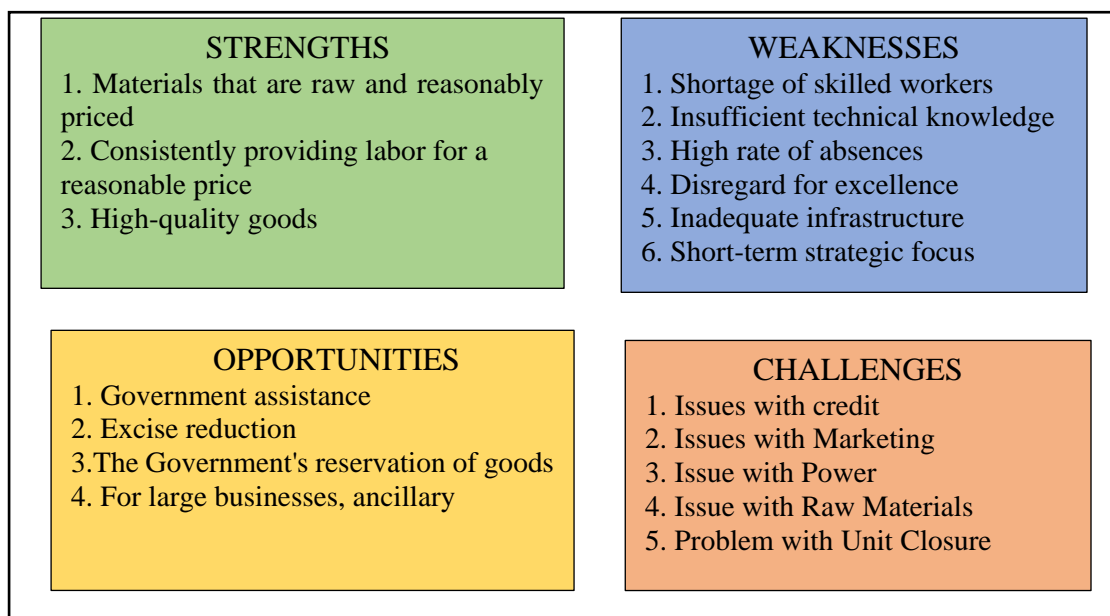 STRENGTHS
1. Materials that are raw and reasonably
priced
2. Consistently providing labor for a
reasonable price
3. High-quality goods
WEAKNESSES
1. Shortage of skilled workers
2. Insufficient technical knowledge
3. High rate of absences
4. Disregard for excellence
5. Inadequate infrastructure
6. Short-term strategic focus
OPPORTUNITIES
1. Government assistance
2. Excise reduction
3.The Government's reservation of goods
4. For large businesses, ancillary
CHALLENGES
1. Issues with credit
2. Issues with Marketing
3. Issue with Power
4. Issue with Raw Materials
5. Problem with Unit Closure